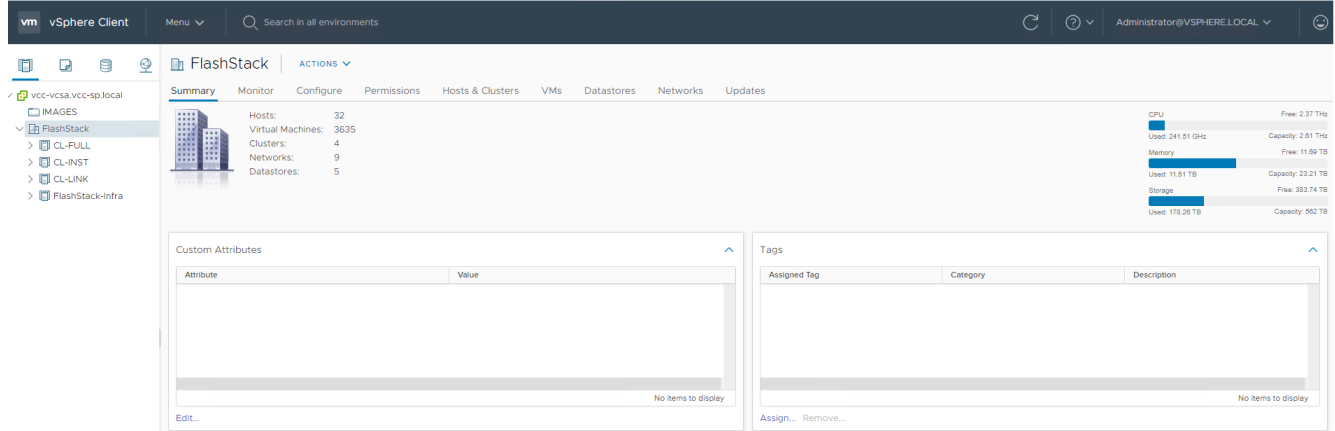 vm vSphere Client Menu Search in all environments Administrator@VSPHERE.LOCAL
FlashStack ACTIONS
Summary Monitor Configure Permissions Hosts & Clusters VMs Datastores Networks Updates
vcc-vcsa.vcc-sp.local
IMAGES
FlashStack
CL-FULL
CL-INST
CL-LINK
FlashStack-Infra
Hosts: 32
Virtual Machines: 3635
Clusters: 4
Networks: 9
Datastores: 5
CPU Free: 2.37 THz
Used: 241.51 GHz Capacity: 2.61 THz
Memory Free: 11.69 TB
Used: 11.51 TB Capacity: 23.21 TB
Storage Free: 383.74 TB
Used: 178.26 TB Capacity: 562 TB
Custom Attributes
Attribute Value
No items to display
Edit...
Tags
Assigned Tag Category Description
No items to display
Assign... Remove...